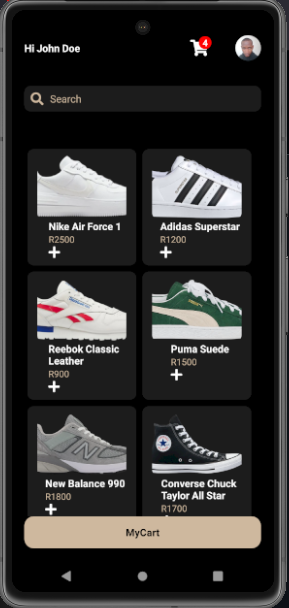 Hi John Doe
4
Search
Nike Air Force 1
R2500
Adidas Superstar
R1200
Reebok Classic
Leather
R900
Puma Suede
R1500
New Balance 990
R1800
Converse Chuck
Taylor All Star
R1700
MyCart